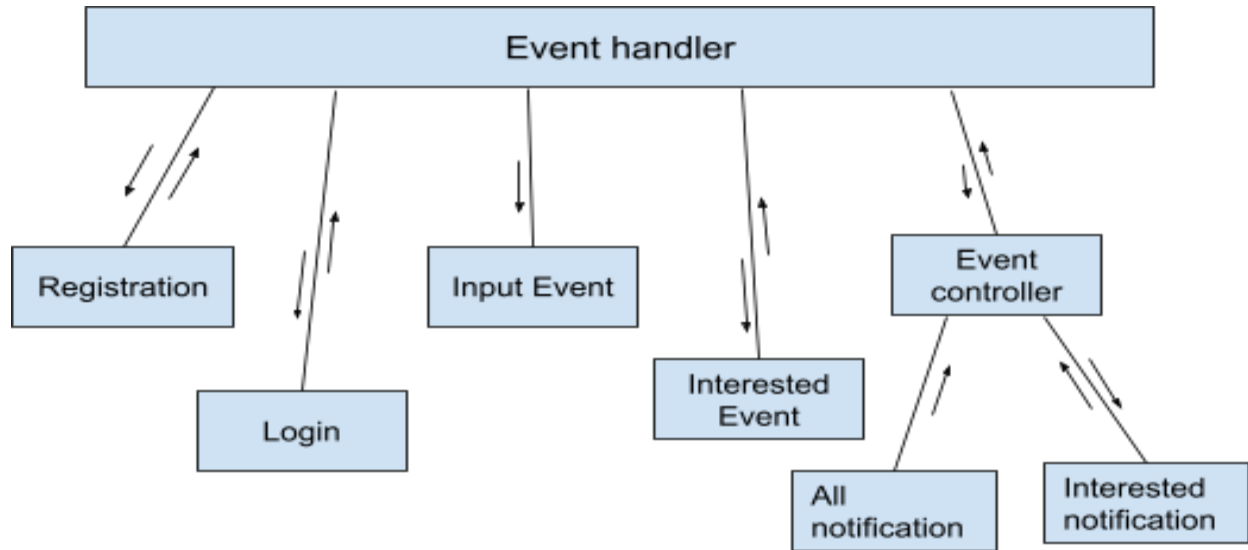 Event handler
Registration
Input Event
Event
controller
Interested
Event
Login
All
notification
Interested
notification